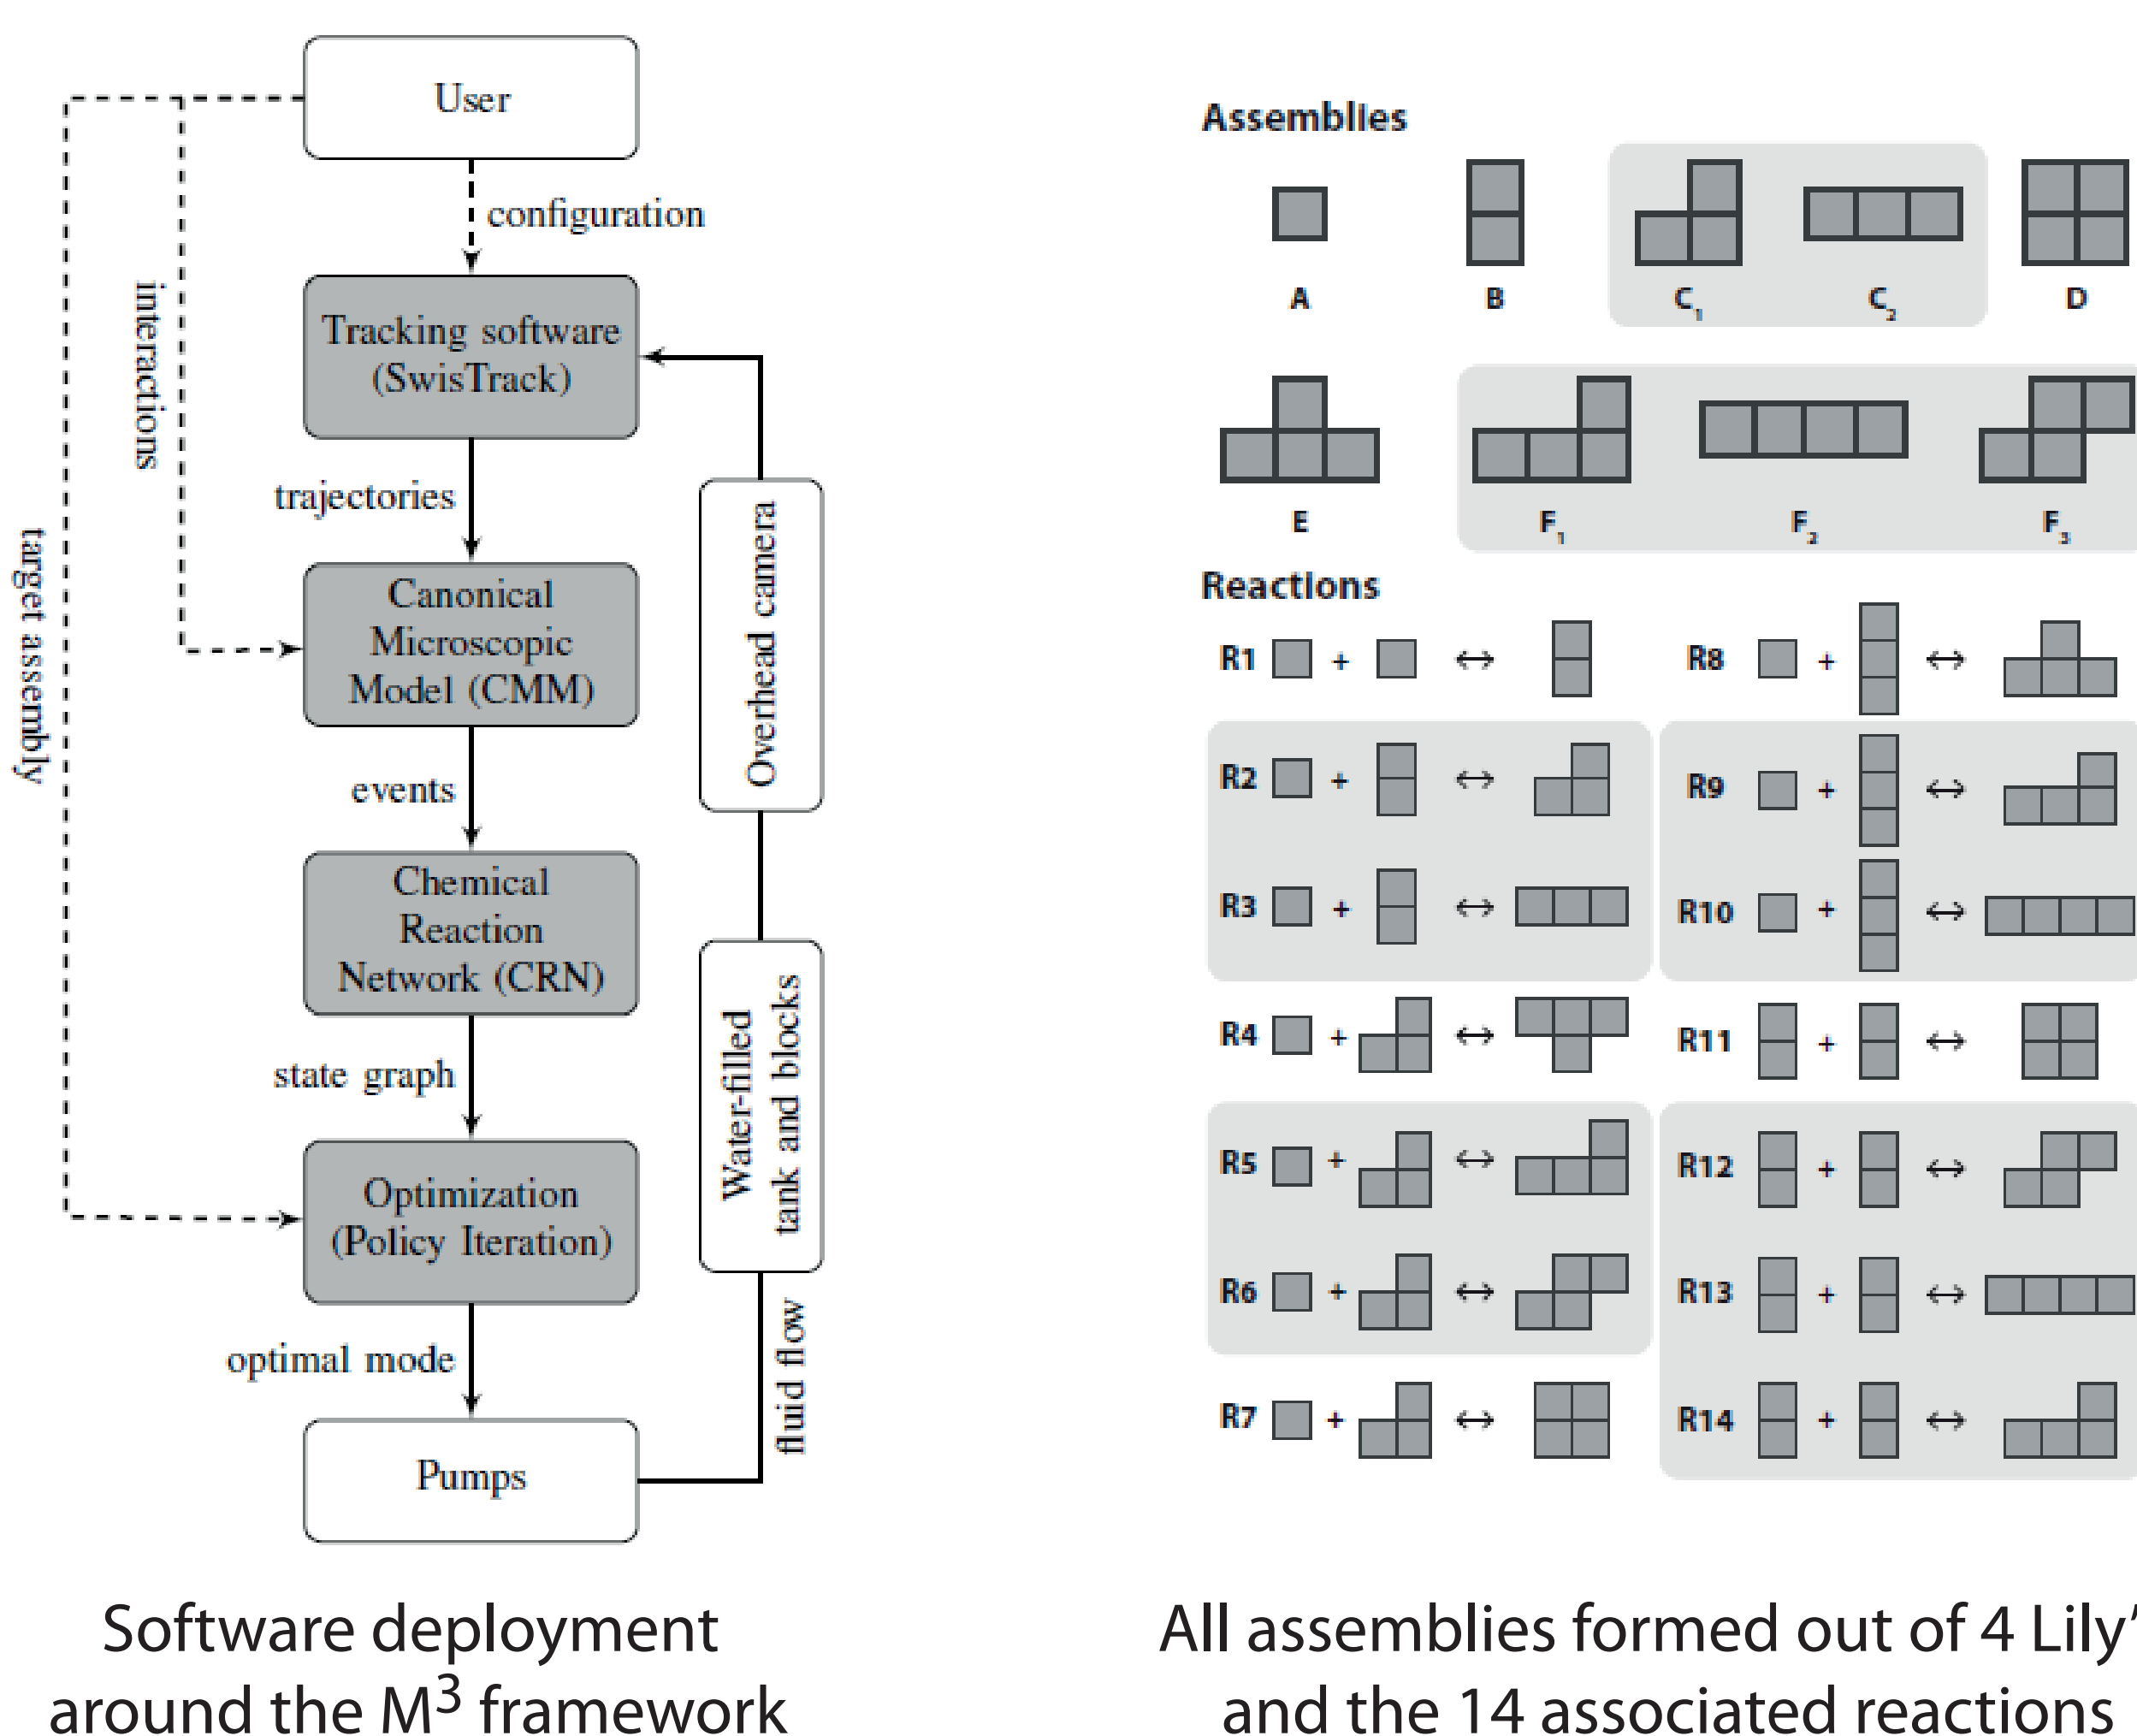 User
configuration
interactions
target assembly
Tracking software
(SwisTrack)
trajectories
Canonical
Microscopic
Model (CMM)
events
Chemical
Reaction
Network (CRN)
state graph
Optimization
(Policy Iteration)
optimal mode
Pumps
Overhead camera
Water-filled
tank and blocks
fluid flow
Software deployment
around the M³ framework
Assemblies
A B C₁ C₂ D
E F₁ F₂ F₃
Reactions
R1 + ↔
R2 + ↔
R3 + ↔
R4 + ↔
R5 + ↔
R6 + ↔
R7 + ↔
R8 + ↔
R9 + ↔
R10 + ↔
R11 + ↔
R12 + ↔
R13 + ↔
R14 + ↔
All assemblies formed out of 4 Lily'
and the 14 associated reactions